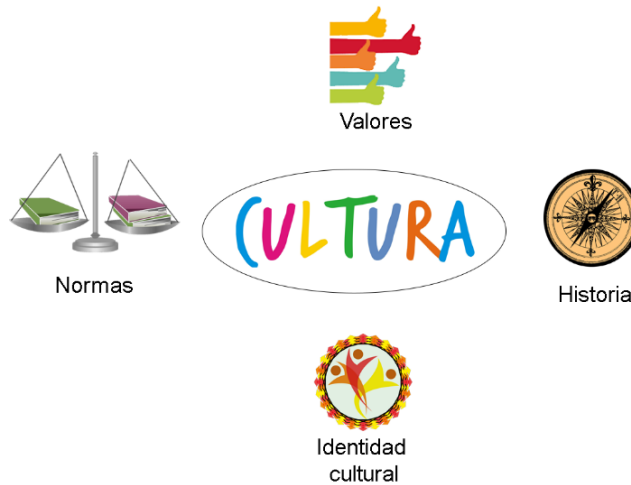 Valores
CULTURA
Normas
Historia
Identidad
cultural